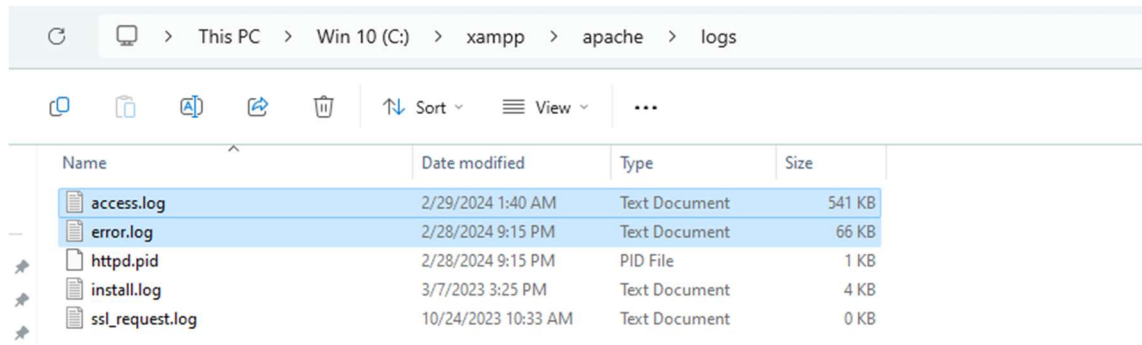 This PC > Win 10 (C:) > xampp > apache > logs
Sort View ...
Name Date modified Type Size
access.log 2/29/2024 1:40 AM Text Document 541 KB
error.log 2/28/2024 9:15 PM Text Document 66 KB
httpd.pid 2/28/2024 9:15 PM PID File 1 KB
install.log 3/7/2023 3:25 PM Text Document 4 KB
ssl_request.log 10/24/2023 10:33 AM Text Document 0 KB